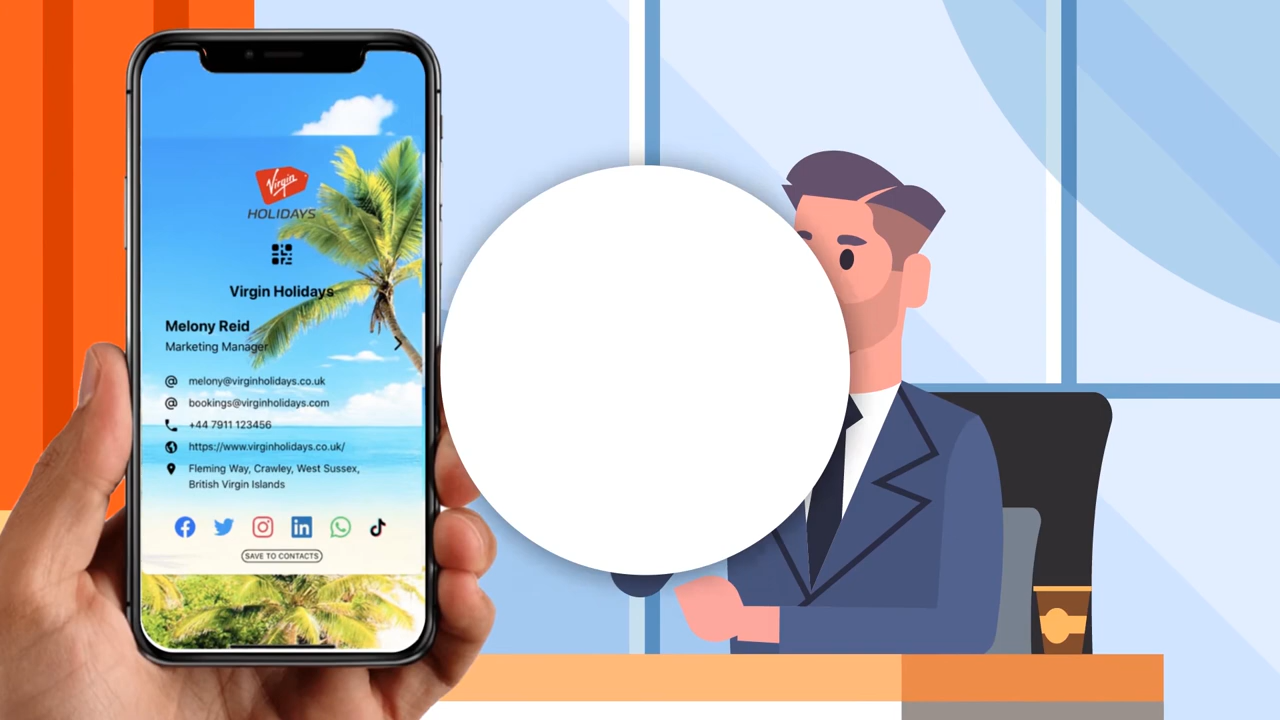 Virgin
HOLIDAYS
Virgin Holidays
Melony Reid
Marketing Manager
melony@virginholidays.co.uk
bookings@virginholidays.com
+44 7911 123456
https://www.virginholidays.co.uk/
Fleming Way, Crawley, West Sussex,
British Virgin Islands
SAVE TO CONTACTS